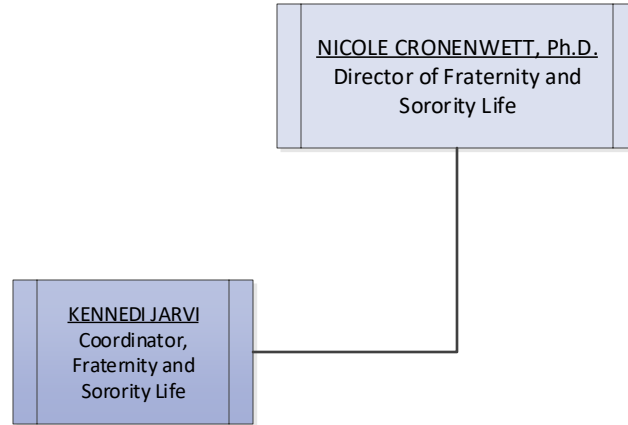 NICOLE CRONENWETT, Ph.D.
Director of Fraternity and
Sorority Life
KENNEDI JARVI
Coordinator,
Fraternity and
Sorority Life